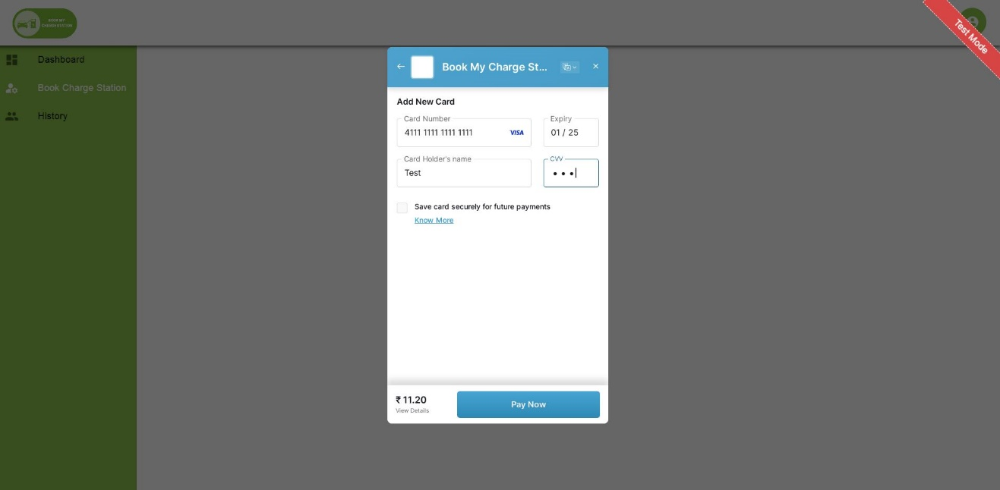 BOOK MY
CHARGE STATION
Test Mode
Dashboard
Book Charge Station
History
Book My Charge St...
Add New Card
Card Number
4111 1111 1111 1111
VISA
Expiry
01 / 25
Card Holder's name
Test
CVV
Save card securely for future payments
Know More
₹ 11.20
View Details
Pay Now